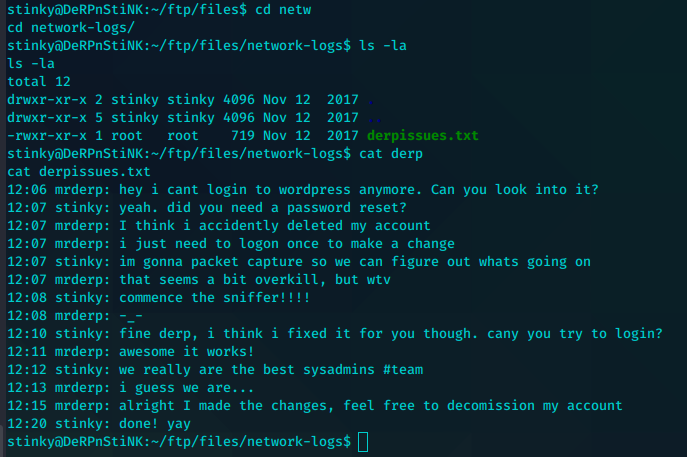 stinky@DeRPnStiNK:~/ftp/files$ cd netw
cd network-logs/
stinky@DeRPnStiNK:~/ftp/files/network-logs$ ls -la
ls -la
total 12
drwxr-xr-x 2 stinky stinky 4096 Nov 12  2017 .
drwxr-xr-x 5 stinky stinky 4096 Nov 12  2017 ..
-rwxr-xr-x 1 root   root    719 Nov 12  2017 derpissues.txt
stinky@DeRPnStiNK:~/ftp/files/network-logs$ cat derp
cat derpissues.txt
12:06 mrderp: hey i cant login to wordpress anymore. Can you look into it?
12:07 stinky: yeah. did you need a password reset?
12:07 mrderp: I think i accidently deleted my account
12:07 mrderp: i just need to logon once to make a change
12:07 stinky: im gonna packet capture so we can figure out whats going on
12:07 mrderp: that seems a bit overkill, but wtv
12:08 stinky: commence the sniffer!!!!
12:08 mrderp: -_-
12:10 stinky: fine derp, i think i fixed it for you though. cany you try to login?
12:11 mrderp: awesome it works!
12:12 stinky: we really are the best sysadmins #team
12:13 mrderp: i guess we are...
12:15 mrderp: alright I made the changes, feel free to decomission my account
12:20 stinky: done! yay
stinky@DeRPnStiNK:~/ftp/files/network-logs$